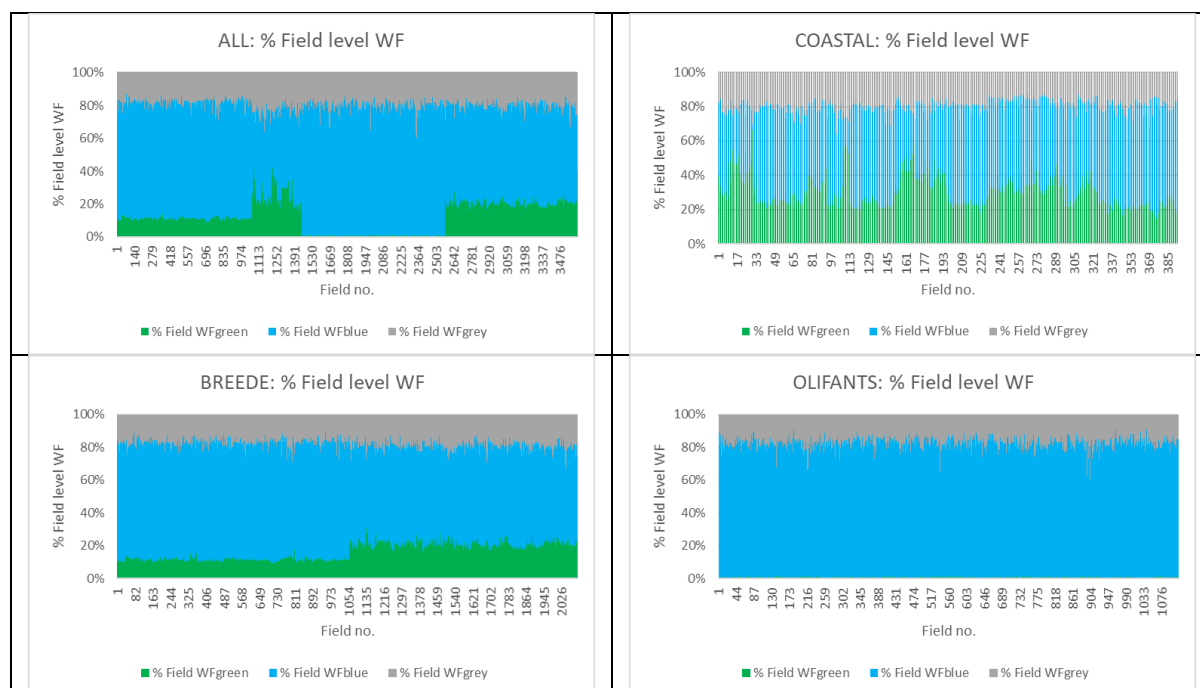 ALL: % Field level WF
% Field level WF
100%
80%
60%
40%
20%
0%
1 140 279 418 557 696 835 974 1113 1252 1391 1530 1669 1808 1947 2086 2225 2364 2503 2642 2781 2920 3059 3198 3337 3476
Field no.
% Field WFgreen % Field WFblue % Field WFgrey
COASTAL: % Field level WF
% Field level WF
100%
80%
60%
40%
20%
0%
1 17 33 49 65 81 97 113 129 145 161 177 193 209 225 241 257 273 289 305 321 337 353 369 385
Field no.
% Field WFgreen % Field WFblue % Field WFgrey
BREEDE: % Field level WF
% Field level WF
100%
80%
60%
40%
20%
0%
1 82 163 244 325 406 487 568 649 730 811 892 973 1054 1135 1216 1297 1378 1459 1540 1621 1702 1783 1864 1945 2026
Field no.
% Field WFgreen % Field WFblue % Field WFgrey
OLIFANTS: % Field level WF
% Field level WF
100%
80%
60%
40%
20%
0%
1 44 87 130 173 216 259 302 345 388 431 474 517 560 603 646 689 732 775 818 861 904 947 990 1033 1076
Field no.
% Field WFgreen % Field WFblue % Field WFgrey